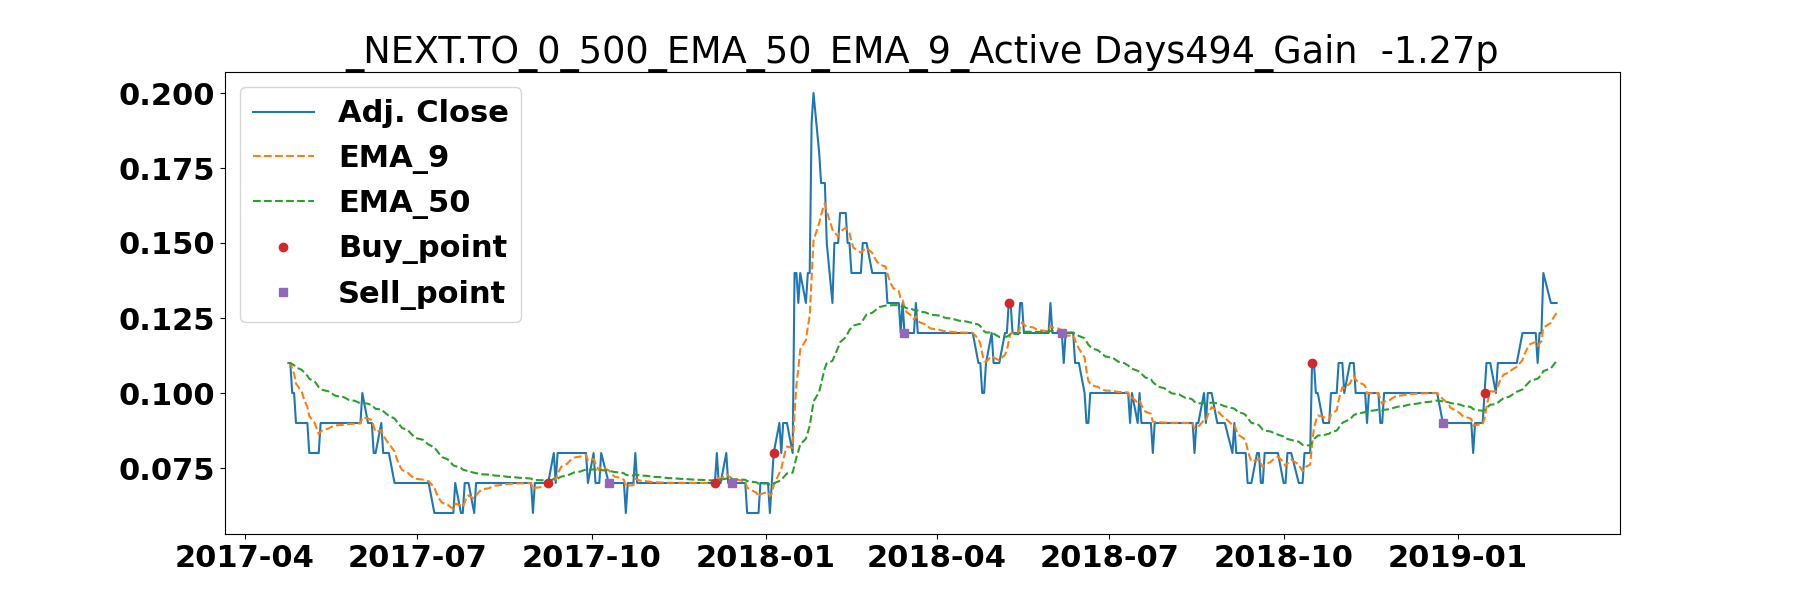 _NEXT.TO_0_500_EMA_50_EMA_9_Active Days494_Gain  -1.27p
0.200
0.175
0.150
0.125
0.100
0.075
Adj. Close
EMA_9
EMA_50
Buy_point
Sell_point
2017-04 2017-07 2017-10 2018-01 2018-04 2018-07 2018-10 2019-01